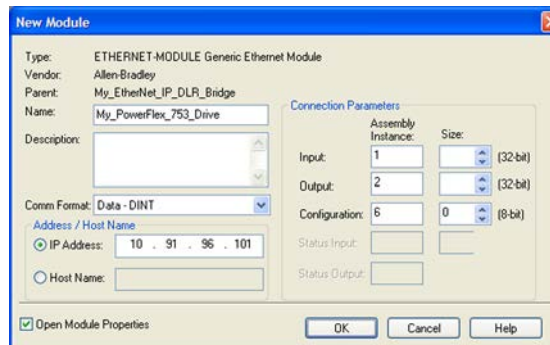 New Module
Type: ETHERNET-MODULE Generic Ethernet Module
Vendor: Allen-Bradley
Parent: My_EtherNet_IP_DLR_Bridge
Name: My_PowerFlex_753_Drive
Description:
Comm Format: Data - DINT
Address / Host Name
IP Address: 10 . 91 . 96 . 101
Host Name:
Connection Parameters
Assembly Instance: Size:
Input: 1 (32-bit)
Output: 2 (32-bit)
Configuration: 6 0 (8-bit)
Status Input:
Status Output:
Open Module Properties
OK Cancel Help